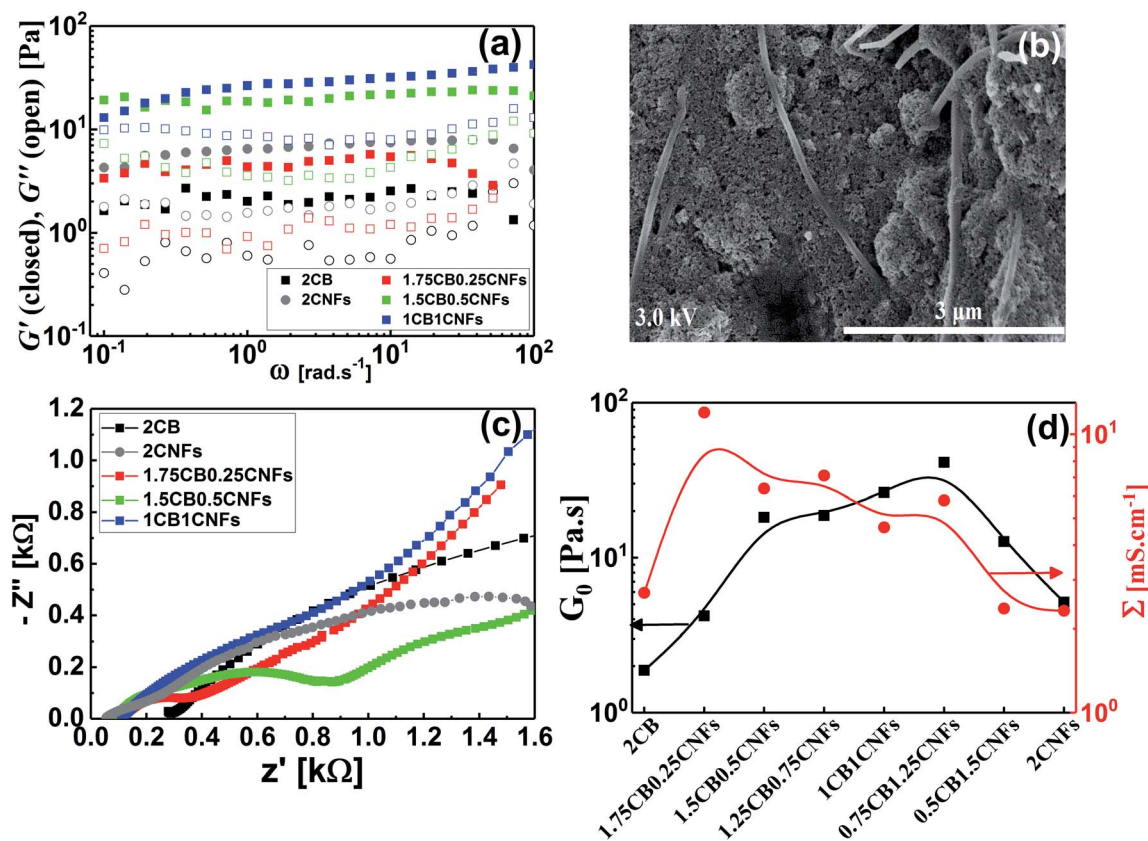 G′ (closed), G′′ (open) [Pa]
(a)
10²
10¹
10⁰
10⁻¹
2CB
1.75CB0.25CNFs
2CNFs
1.5CB0.5CNFs
1CB1CNFs
10⁻¹
10⁰
10¹
10²
ω [rad.s⁻¹]
(b)
3.0 kV
3 µm
(c)
- Z'' [kΩ]
1.2
1.0
0.8
0.6
0.4
0.2
0.0
2CB
2CNFs
1.75CB0.25CNFs
1.5CB0.5CNFs
1CB1CNFs
0.0
0.2
0.4
0.6
0.8
1.0
1.2
1.4
1.6
z' [kΩ]
(d)
G₀ [Pa.s]
10²
10¹
10⁰
10¹
10⁰
Σ [mS.cm⁻¹]
2CB
1.75CB0.25CNFs
1.5CB0.5CNFs
1.25CB0.75CNFs
1CB1CNFs
0.75CB1.25CNFs
0.5CB1.5CNFs
2CNFs